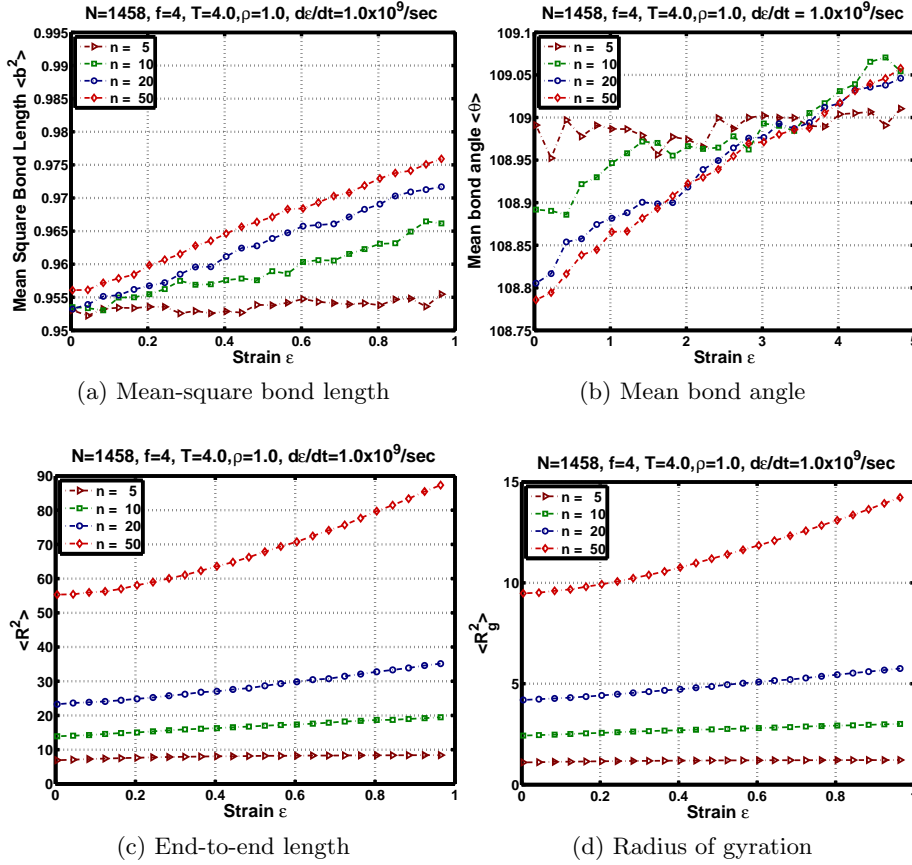 N=1458, f=4, T=4.0,ρ=1.0, dε/dt=1.0x10⁹/sec
0.995
0.99
0.985
0.98
0.975
0.97
0.965
0.96
0.955
0.95
Mean Square Bond Length <b²>
n = 5
n = 10
n = 20
n = 50
0 0.2 0.4 0.6 0.8 1
Strain ε
(a) Mean-square bond length
N=1458, f=4, T=4.0,ρ=1.0, dε/dt = 1.0x10⁹/sec
109.1
109.05
109
108.95
108.9
108.85
108.8
108.75
Mean bond angle <θ>
n = 5
n = 10
n = 20
n = 50
0 1 2 3 4 5
Strain ε
(b) Mean bond angle
N=1458, f=4, T=4.0,ρ=1.0, dε/dt=1.0x10⁹/sec
90
80
70
60
50
40
30
20
10
0
<R²>
n = 5
n = 10
n = 20
n = 50
0 0.2 0.4 0.6 0.8 1
Strain ε
(c) End-to-end length
N=1458, f=4, T=4.0,ρ=1.0, dε/dt=1.0x10⁹/sec
15
10
5
0
<R²g>
n = 5
n = 10
n = 20
n = 50
0 0.2 0.4 0.6 0.8 1
Strain ε
(d) Radius of gyration